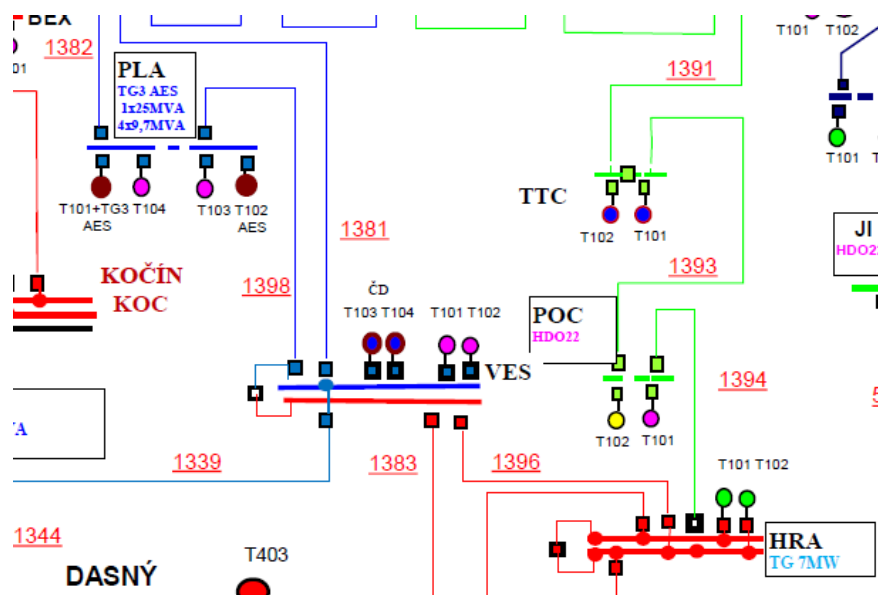 BEX
1382
01
PLA
TG3 AES
1x25MVA
4x9,7MVA
1391
T101 T102
T101
TTC
T101+TG3 T104
AES
T103 T102
AES
T102
T101
1381
1393
JI
KOČÍN
KOC
1398
ČD
T103 T104
T101 T102
POC
HDO22
VES
1394
T102
T101
1339
1383
1396
T101 T102
1344
DASNÝ
T403
HRA
TG 7MW